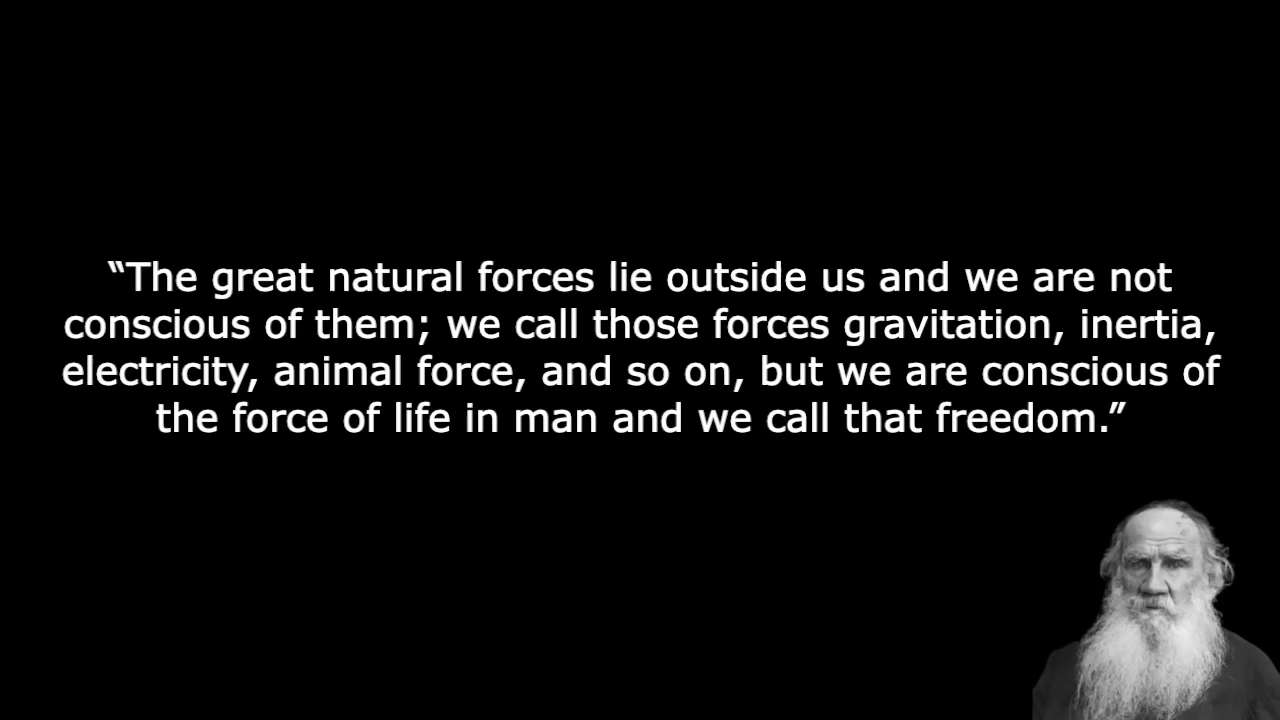 “The great natural forces lie outside us and we are not
conscious of them; we call those forces gravitation, inertia,
electricity, animal force, and so on, but we are conscious of
the force of life in man and we call that freedom.”